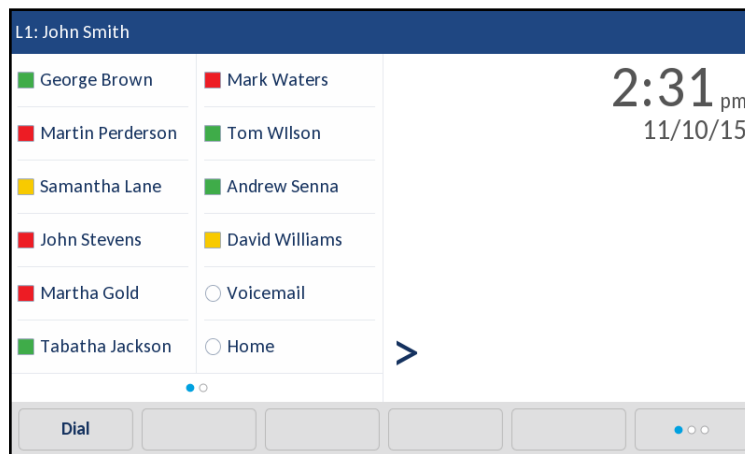 L1: John Smith
2:31 pm
11/10/15
George Brown
Martin Perderson
Samantha Lane
John Stevens
Martha Gold
Tabatha Jackson
Mark Waters
Tom WIlson
Andrew Senna
David Williams
Voicemail
Home
>
Dial